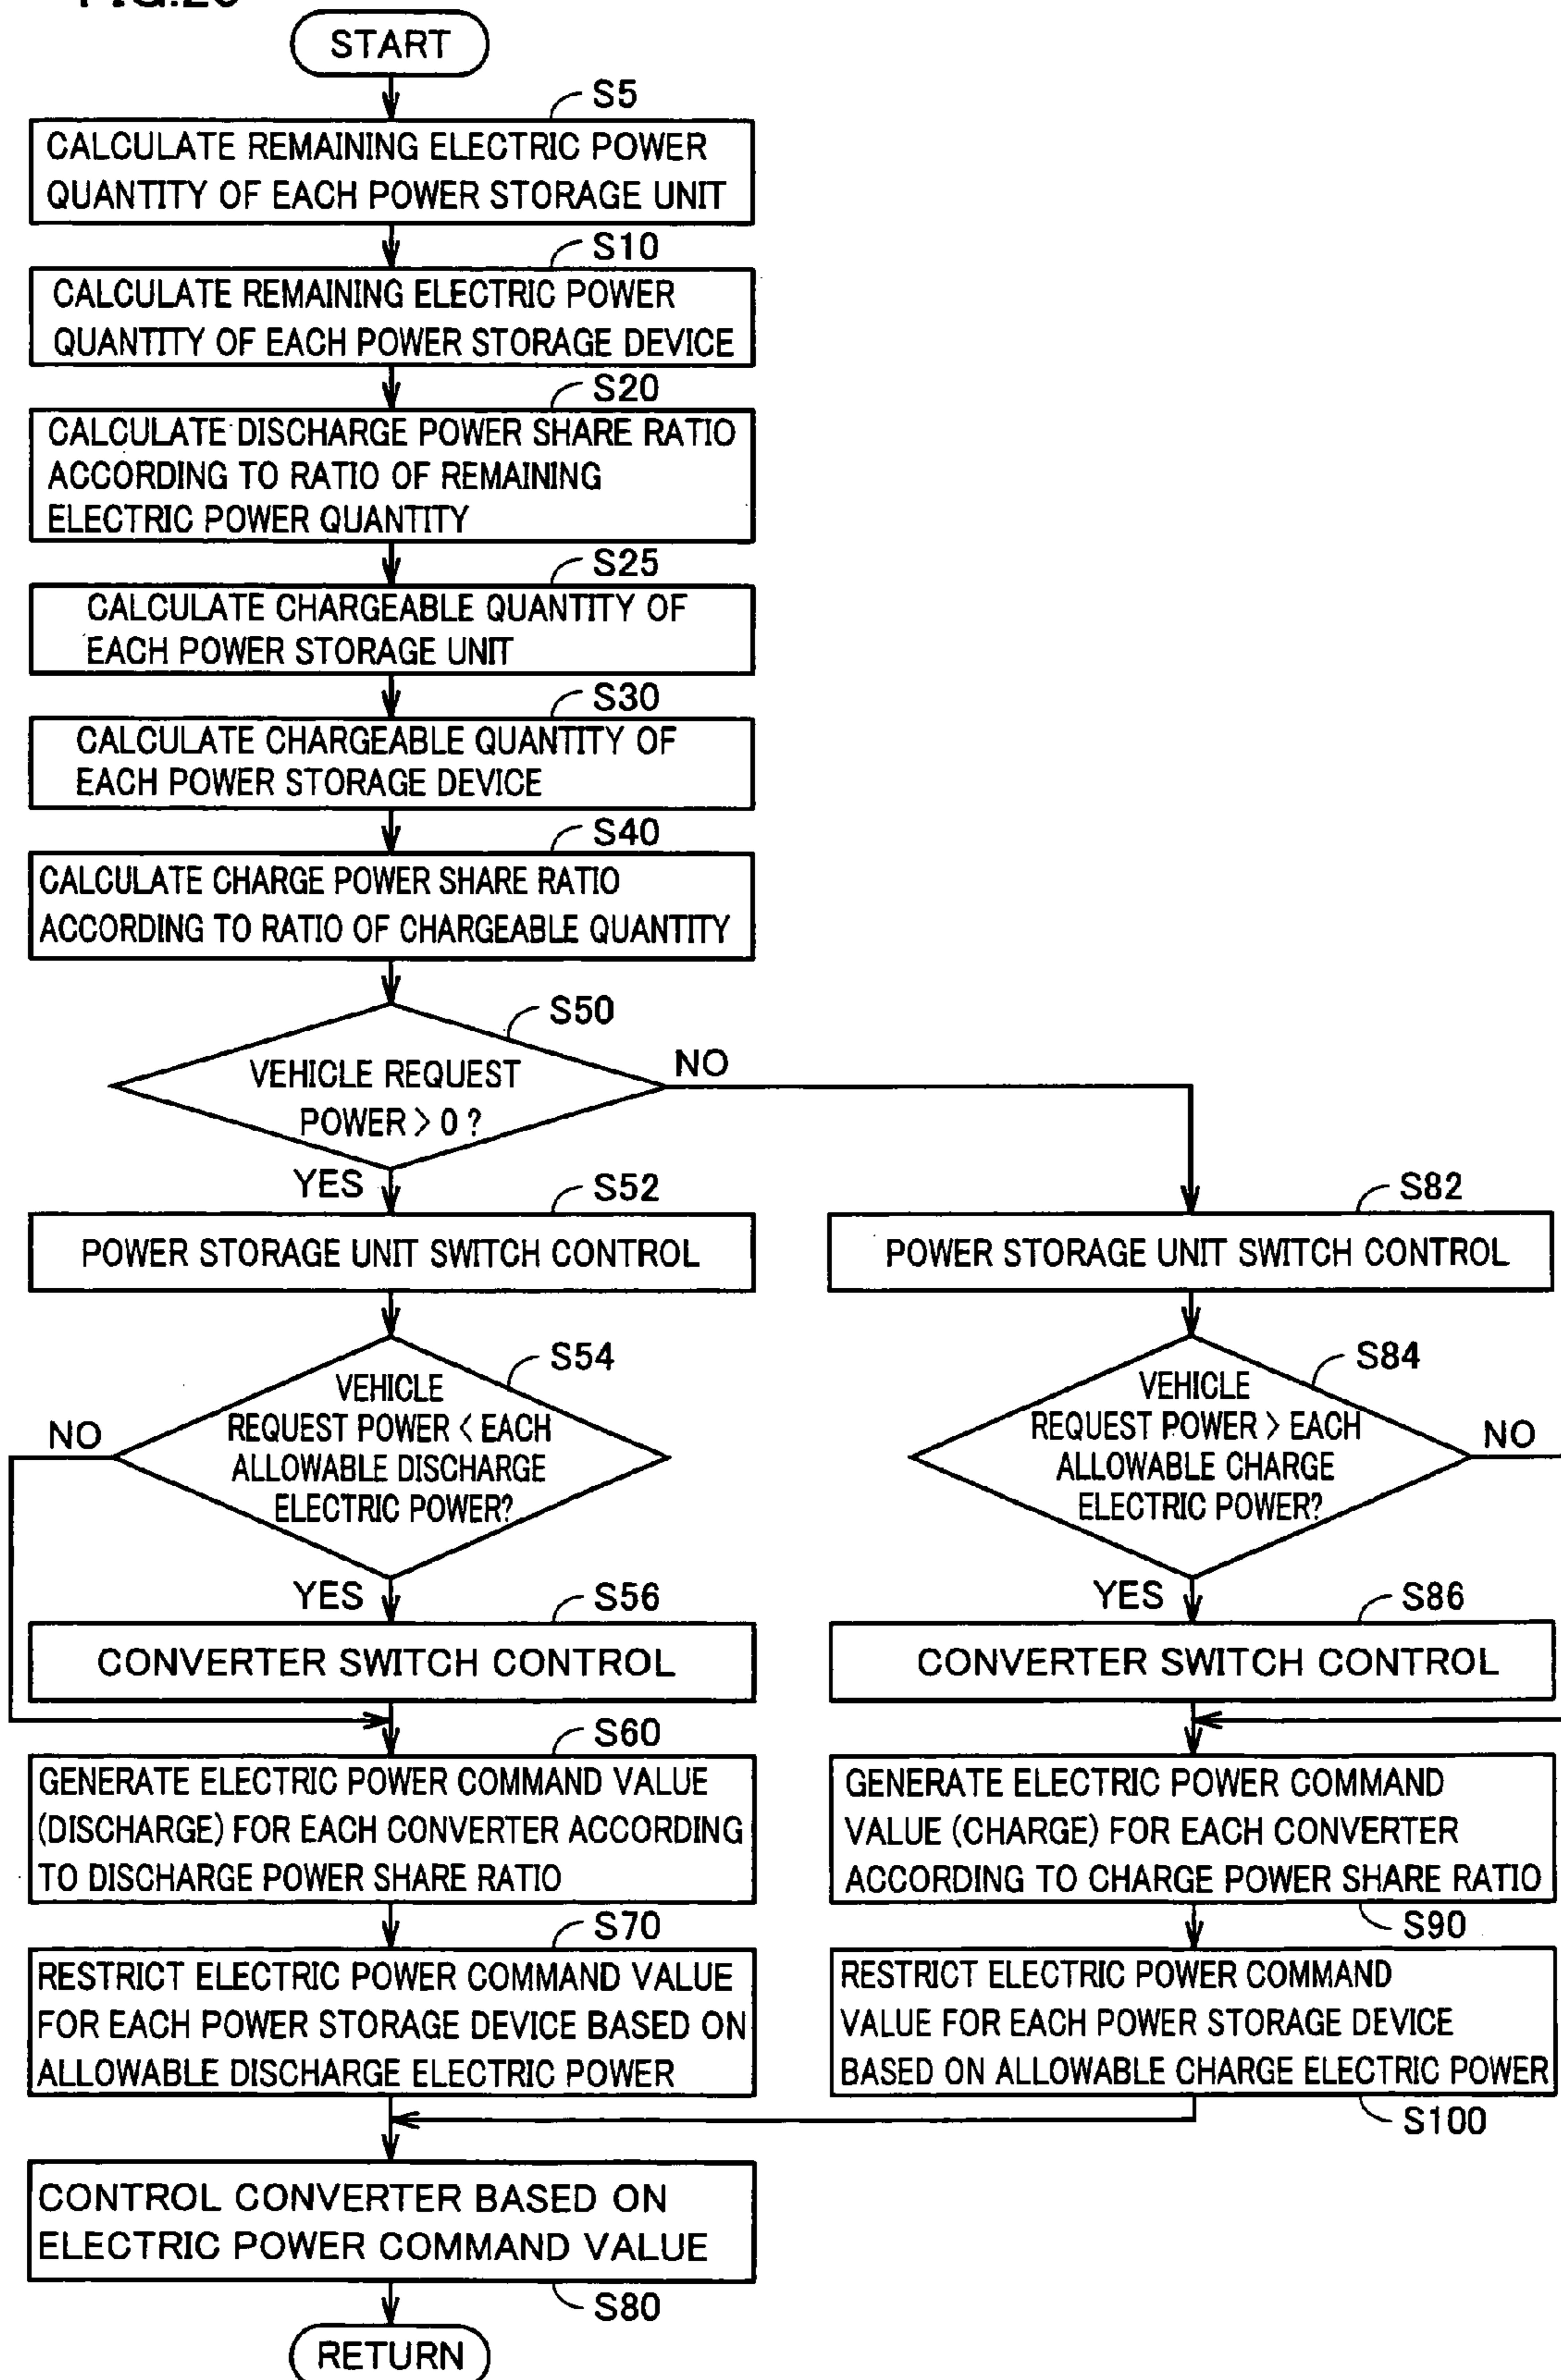 START
S5
CALCULATE REMAINING ELECTRIC POWER
QUANTITY OF EACH POWER STORAGE UNIT
S10
CALCULATE REMAINING ELECTRIC POWER
QUANTITY OF EACH POWER STORAGE DEVICE
S20
CALCULATE DISCHARGE POWER SHARE RATIO
ACCORDING TO RATIO OF REMAINING
ELECTRIC POWER QUANTITY
S25
CALCULATE CHARGEABLE QUANTITY OF
EACH POWER STORAGE UNIT
S30
CALCULATE CHARGEABLE QUANTITY OF
EACH POWER STORAGE DEVICE
S40
CALCULATE CHARGE POWER SHARE RATIO
ACCORDING TO RATIO OF CHARGEABLE QUANTITY
S50
VEHICLE REQUEST
POWER > 0 ?
NO
YES
S52
POWER STORAGE UNIT SWITCH CONTROL
S54
VEHICLE
REQUEST POWER < EACH
ALLOWABLE DISCHARGE
ELECTRIC POWER?
NO
YES
S56
CONVERTER SWITCH CONTROL
S60
GENERATE ELECTRIC POWER COMMAND VALUE
(DISCHARGE) FOR EACH CONVERTER ACCORDING
TO DISCHARGE POWER SHARE RATIO
S70
RESTRICT ELECTRIC POWER COMMAND VALUE
FOR EACH POWER STORAGE DEVICE BASED ON
ALLOWABLE DISCHARGE ELECTRIC POWER
S82
POWER STORAGE UNIT SWITCH CONTROL
S84
VEHICLE
REQUEST POWER > EACH
ALLOWABLE CHARGE
ELECTRIC POWER?
NO
YES
S86
CONVERTER SWITCH CONTROL
GENERATE ELECTRIC POWER COMMAND
VALUE (CHARGE) FOR EACH CONVERTER
ACCORDING TO CHARGE POWER SHARE RATIO
S90
RESTRICT ELECTRIC POWER COMMAND
VALUE FOR EACH POWER STORAGE DEVICE
BASED ON ALLOWABLE CHARGE ELECTRIC POWER
S100
CONTROL CONVERTER BASED ON
ELECTRIC POWER COMMAND VALUE
S80
RETURN